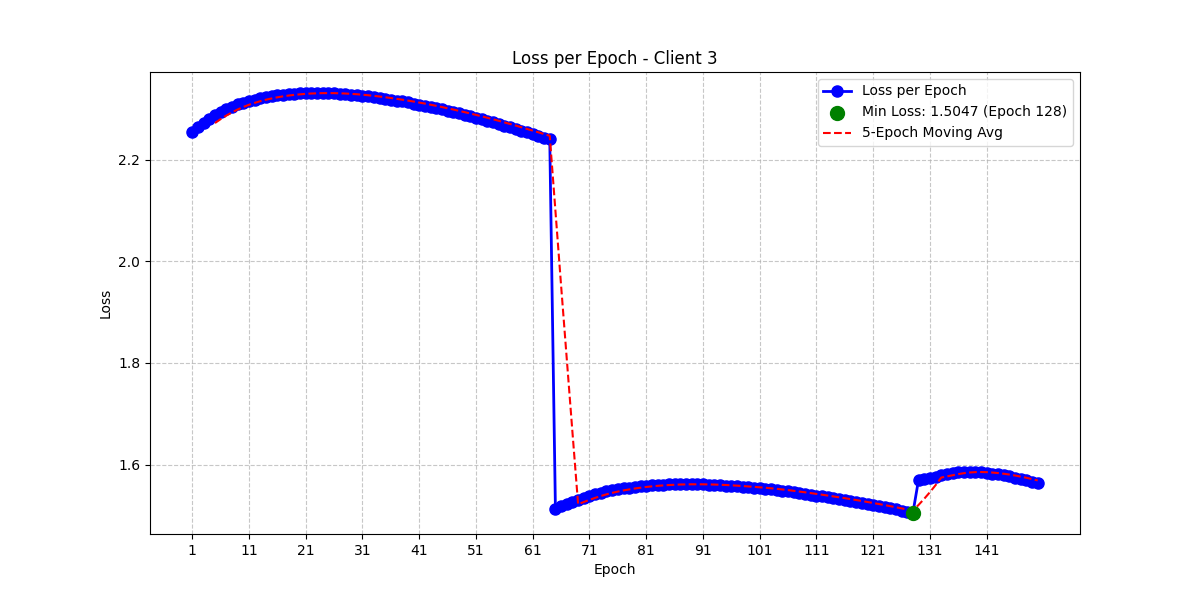 Loss per Epoch - Client 3
Loss per Epoch
Min Loss: 1.5047 (Epoch 128)
5-Epoch Moving Avg
2.2
2.0
1.8
1.6
Loss
1 11 21 31 41 51 61 71 81 91 101 111 121 131 141
Epoch